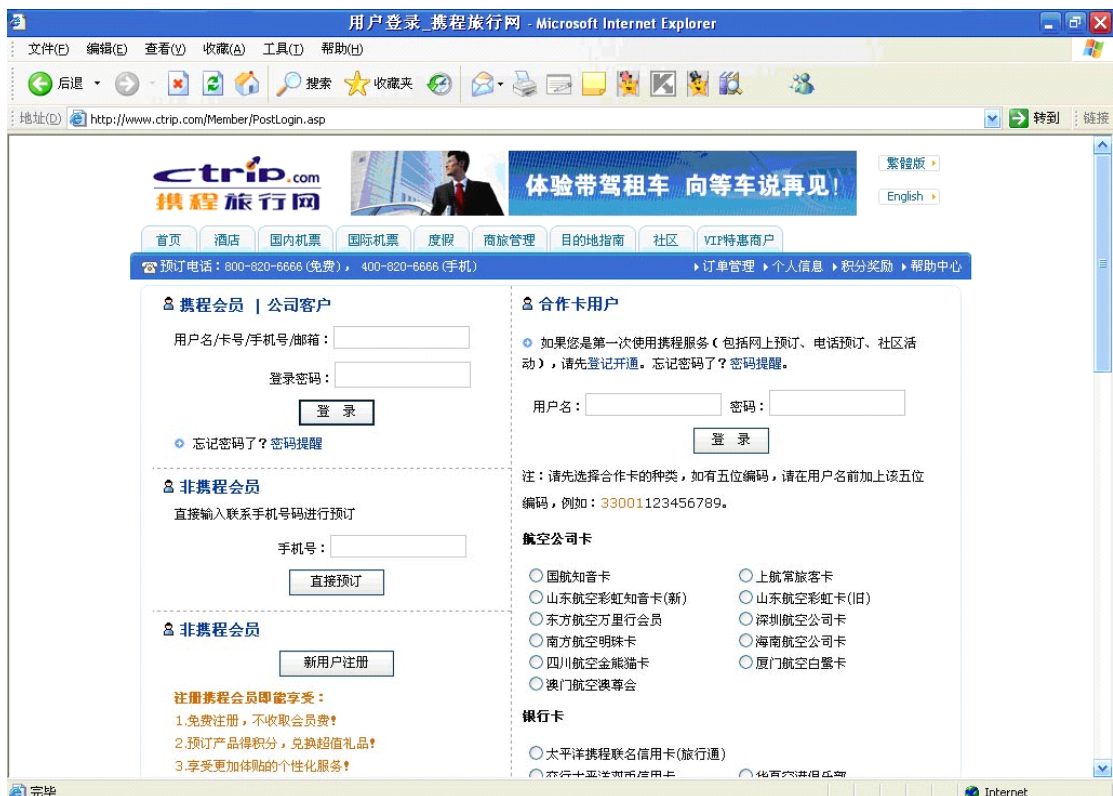 用户登录_携程旅行网 - Microsoft Internet Explorer
文件(F) 编辑(E) 查看(V) 收藏(A) 工具(T) 帮助(H)
后退 搜索 收藏夹
地址(D) http://www.ctrip.com/Member/PostLogin.asp 转到 链接
ctrip.com
携程旅行网
体验带驾租车 向等车说再见!
繁體版
English
首页 酒店 国内机票 国际机票 度假 商旅管理 目的地指南 社区 VIP特惠商户
预订电话:800-820-6666(免费), 400-820-6666(手机) 订单管理 个人信息 积分奖励 帮助中心
携程会员 | 公司客户
用户名/卡号/手机号/邮箱:
登录密码:
登 录
忘记密码了?密码提醒
非携程会员
直接输入联系手机号码进行预订
手机号:
直接预订
非携程会员
新用户注册
注册携程会员即能享受:
1.免费注册,不收取会员费!
2.预订产品得积分,兑换超值礼品!
3.享受更加体贴的个性化服务!
合作卡用户
如果您是第一次使用携程服务(包括网上预订、电话预订、社区活
动),请先登记开通。忘记密码了?密码提醒。
用户名: 密码:
登 录
注:请先选择合作卡的种类,如有五位编码,请在用户名前加上该五位
编码,例如:33001123456789。
航空公司卡
国航知音卡 上航常旅客卡
山东航空彩虹知音卡(新) 山东航空彩虹卡(旧)
东方航空万里行会员 深圳航空公司卡
南方航空明珠卡 海南航空公司卡
四川航空金能猫卡 厦门航空白鹭卡
澳门航空澳尊会
银行卡
太平洋携程联名信用卡(旅行通)
完毕 Internet